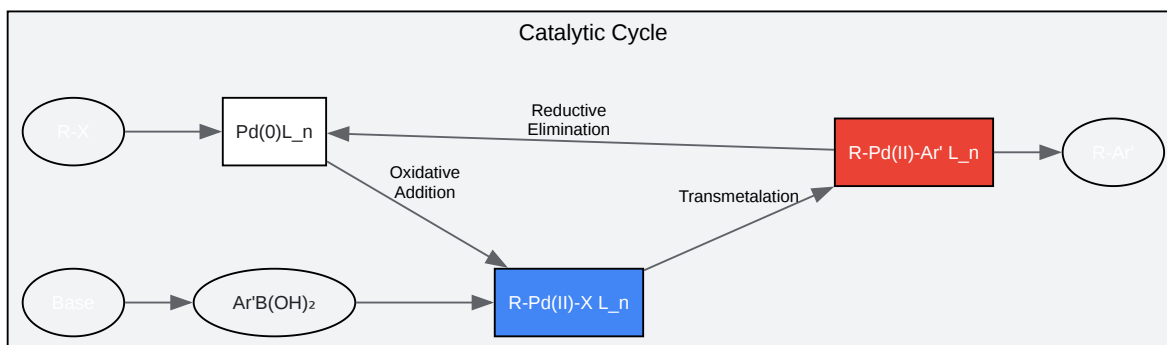 Catalytic Cycle
R-X
Pd(0)L_n
Reductive
Elimination
R-Pd(II)-Ar' L_n
R-Ar'
Oxidative
Addition
Transmetalation
Base
Ar'B(OH)₂
R-Pd(II)-X L_n